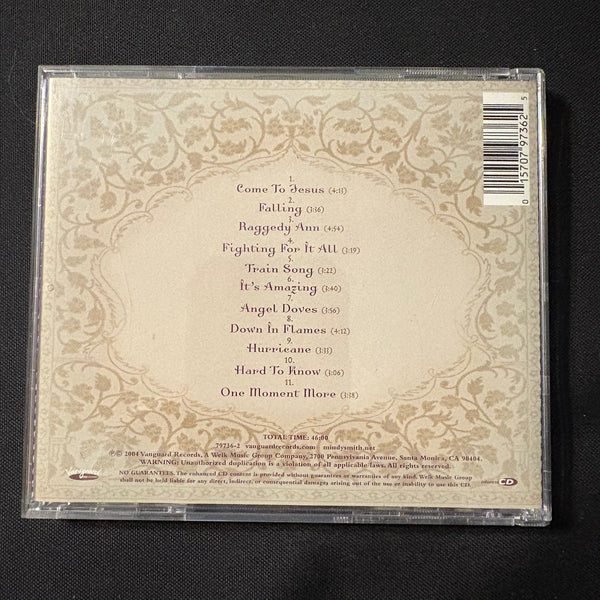 1.
Come To Jesus (4:11)
2.
Falling (3:36)
3.
Raggedy Ann (4:54)
4.
Fighting For It All (3:19)
5.
Train Song (3:22)
6.
It's Amazing (3:40)
7.
Angel Doves (3:56)
8.
Down In Flames (4:12)
9.
Hurricane (3:31)
10.
Hard To Know (3:06)
11.
One Moment More (3:38)
TOTAL TIME: 46:00
79736-2 vanguardrecords.com mindysmith.net
℗© 2004 Vanguard Records, A Welk Music Group Company, 2700 Pennsylvania Avenue, Santa Monica, CA 90404.
WARNING: Unauthorized duplication is a violation of all applicable laws. All rights reserved.
NO GUARANTEES. The enhanced CD content is provided without guarantees or warranties of any kind. Welk Music Group
shall not be held liable for any direct, indirect, or consequential damages arising out of the use or inability to use this CD.
CD
0 15707 97362 5